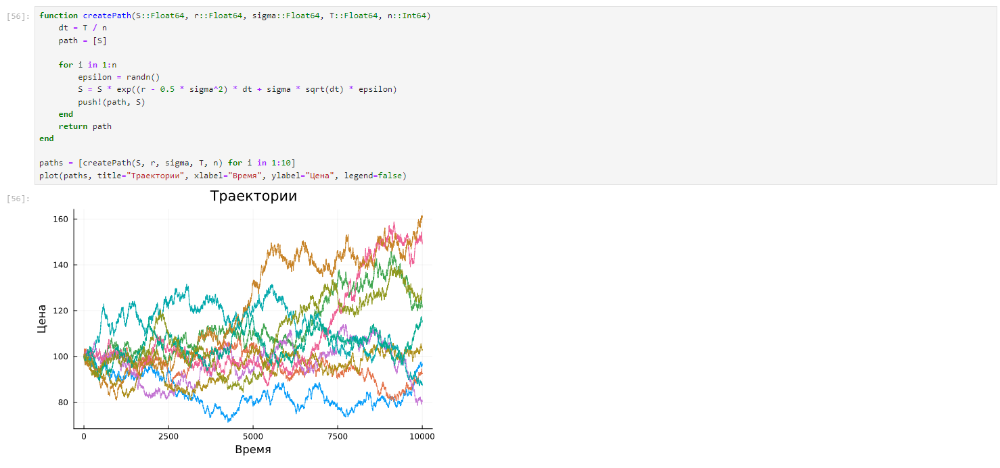 [56]:
function createPath(S::Float64, r::Float64, sigma::Float64, T::Float64, n::Int64)
    dt = T / n
    path = [S]

    for i in 1:n
        epsilon = randn()
        S = S * exp((r - 0.5 * sigma^2) * dt + sigma * sqrt(dt) * epsilon)
        push!(path, S)
    end
    return path
end

paths = [createPath(S, r, sigma, T, n) for i in 1:10]
plot(paths, title="Траектории", xlabel="Время", ylabel="Цена", legend=false)
[56]:
Траектории
160
140
120
100
80
Цена
0 2500 5000 7500 10000
Время